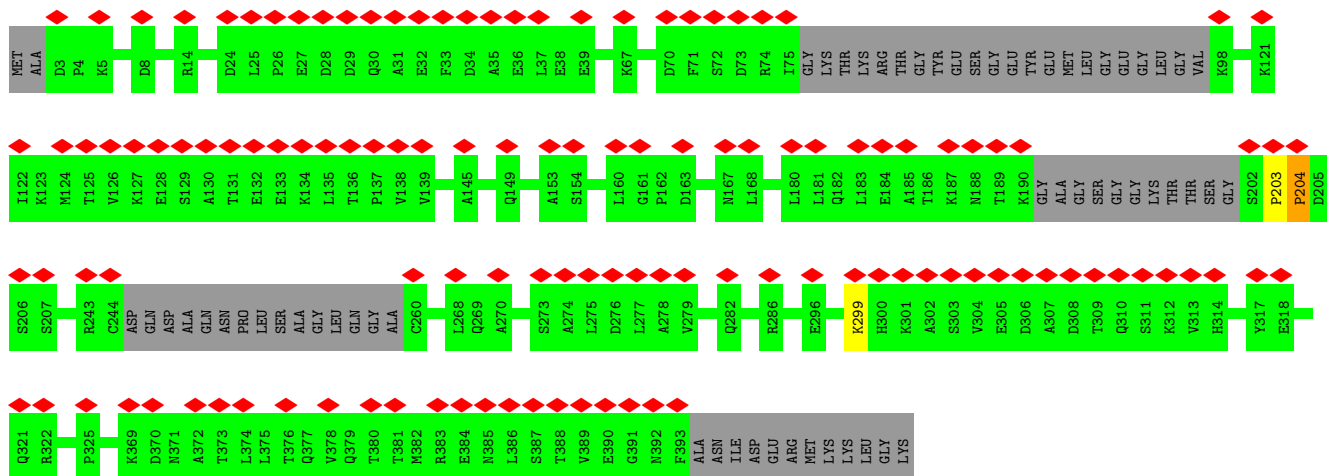 MET ALA D3 P4 K5 D8 R14 D24 L25 P26 E27 D28 D29 Q30 A31 E32 F33 D34 A35 E36 L37 E38 E39 K67 D70 F71 S72 D73 R74 I75 GLY LYS THR LYS ARG THR GLY TYR GLU SER GLY GLU TYR GLU MET LEU GLY GLU GLY LEU GLY VAL K98 K121
I122 K123 M124 T125 V126 K127 E128 S129 A130 T131 E132 E133 K134 L135 T136 P137 V138 V139 A145 Q149 A153 S154 L160 G161 P162 D163 N167 L168 L180 L181 Q182 L183 E184 A185 T186 K187 N188 T189 K190 GLY ALA GLY SER GLY GLY LYS THR THR SER GLY S202 P203 P204 D205
S206 S207 R243 C244 ASP GLN ASP ALA GLN ASN PRO LEU SER ALA GLY LEU GLN GLY ALA C260 L268 Q269 A270 S273 A274 L275 D276 L277 A278 V279 Q282 R286 E296 K299 H300 K301 A302 S303 V304 E305 D306 A307 D308 T309 Q310 S311 K312 V313 H314 Y317 E318
Q321 R322 P325 K369 D370 N371 A372 T373 L374 L375 T376 Q377 V378 Q379 T380 T381 M382 R383 E384 N385 L386 S387 T388 V389 E390 G391 N392 F393 ALA ASN ILE ASP GLU ARG MET LYS LYS LEU GLY LYS